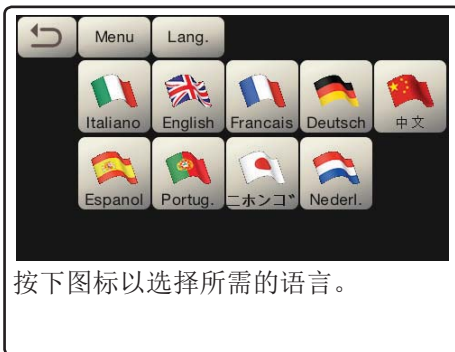 Menu Lang.
Italiano English Francais Deutsch 中文
Espanol Portug. ニホンゴ Nederl.
按下图标以选择所需的语言。